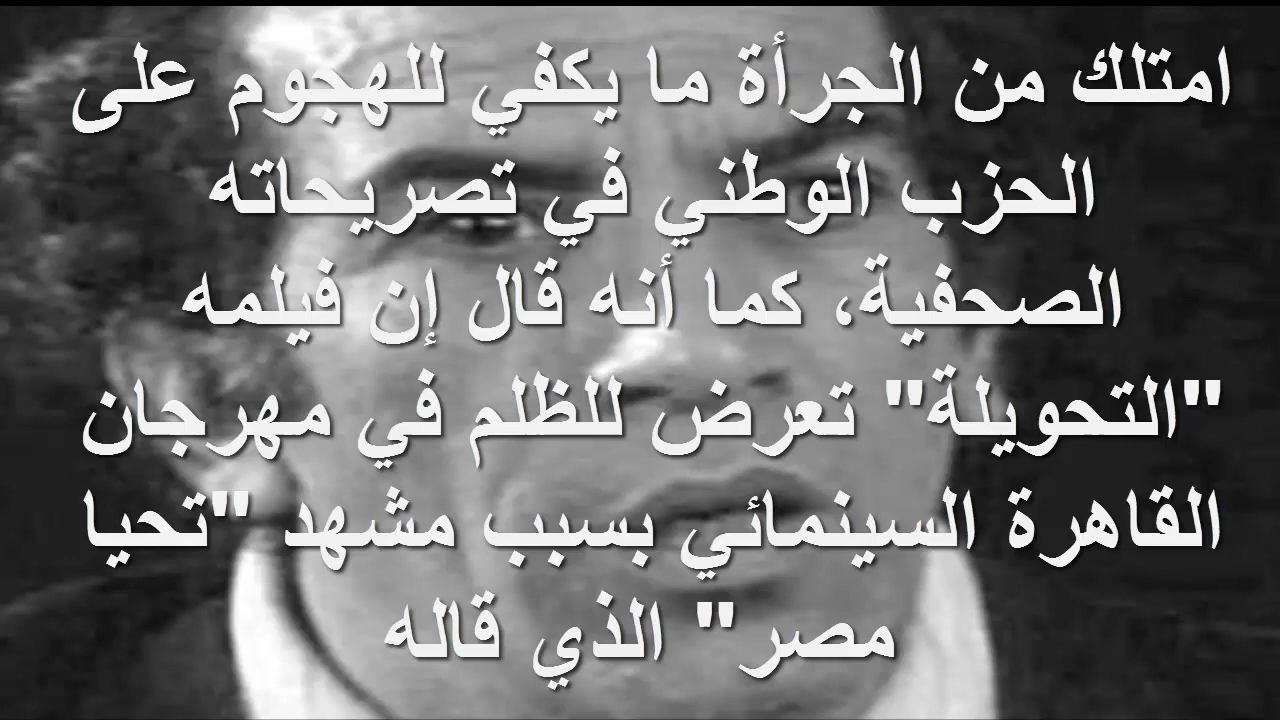 امتلك من الجرأة ما يكفي للهجوم على
الحزب الوطني في تصريحاته
الصحفية، كما أنه قال إن فيلمه
"التحويلة" تعرض للظلم في مهرجان
القاهرة السينمائي بسبب مشهد "تحيا
مصر" الذي قاله